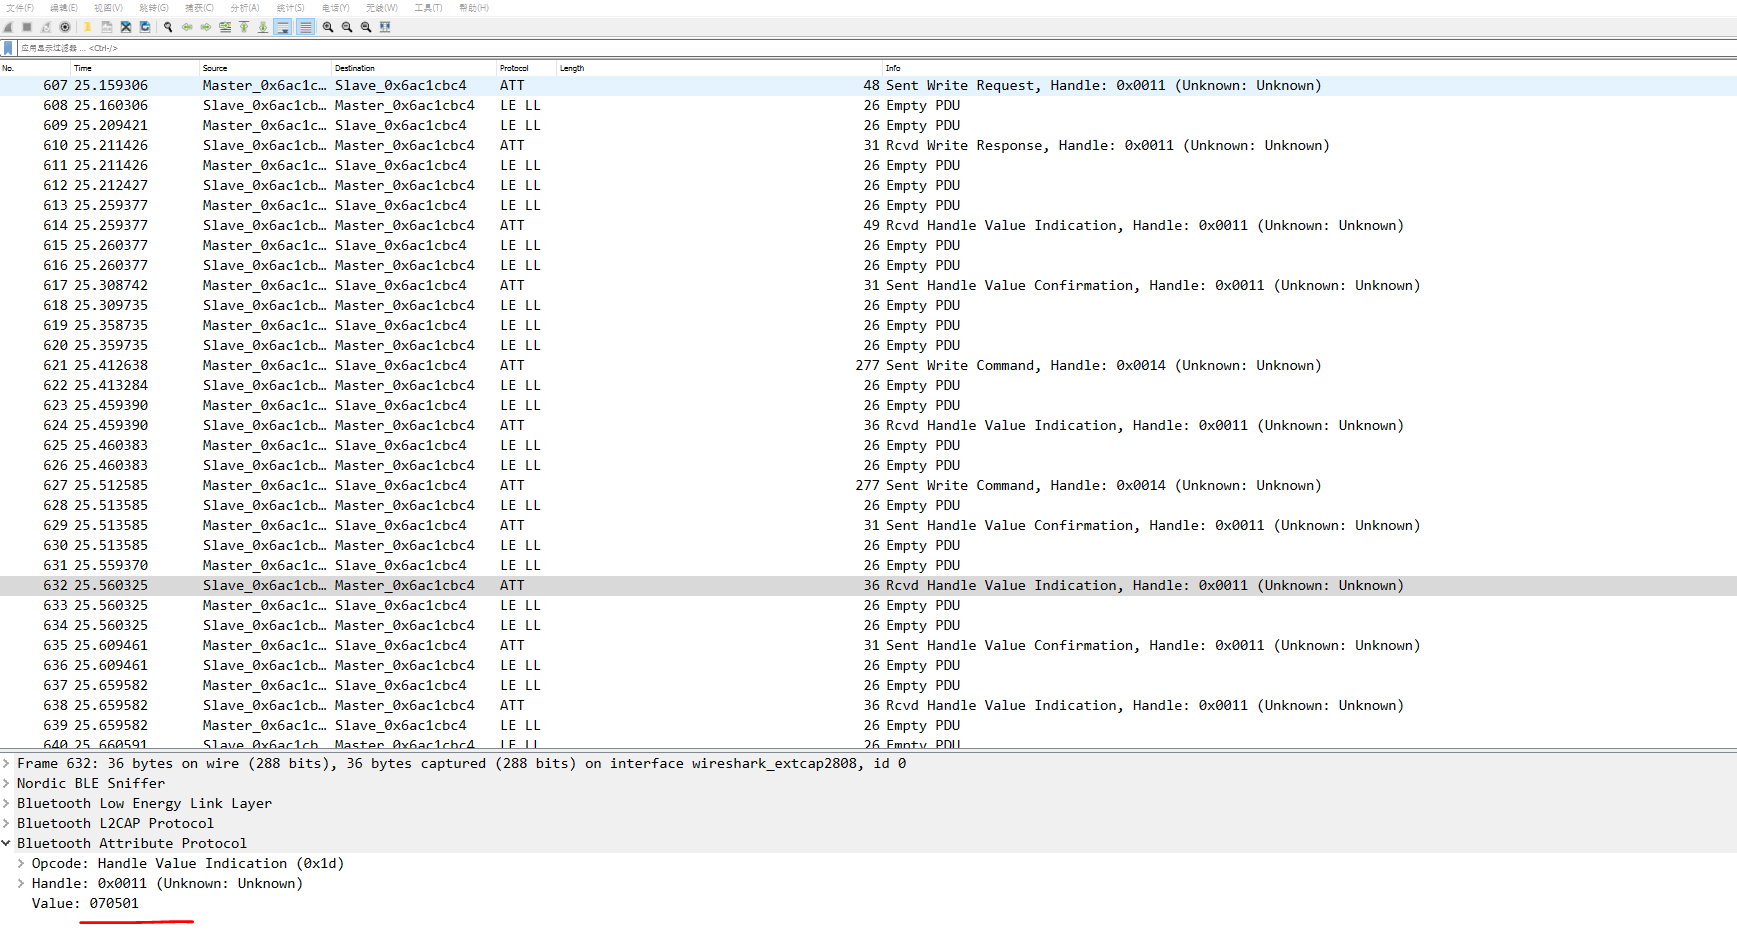 文件(F) 编辑(E) 视图(V) 跳转(G) 捕获(C) 分析(A) 统计(S) 电话(Y) 无线(W) 工具(T) 帮助(H)
应用显示过滤器 … <Ctrl-/>
No. Time Source Destination Protocol Length Info
607 25.159306 Master_0x6ac1c… Slave_0x6ac1cbc4 ATT 48 Sent Write Request, Handle: 0x0011 (Unknown: Unknown)
608 25.160306 Slave_0x6ac1cb… Master_0x6ac1cbc4 LE LL 26 Empty PDU
609 25.209421 Master_0x6ac1c… Slave_0x6ac1cbc4 LE LL 26 Empty PDU
610 25.211426 Slave_0x6ac1cb… Master_0x6ac1cbc4 ATT 31 Rcvd Write Response, Handle: 0x0011 (Unknown: Unknown)
611 25.211426 Master_0x6ac1c… Slave_0x6ac1cbc4 LE LL 26 Empty PDU
612 25.212427 Slave_0x6ac1cb… Master_0x6ac1cbc4 LE LL 26 Empty PDU
613 25.259377 Master_0x6ac1c… Slave_0x6ac1cbc4 LE LL 26 Empty PDU
614 25.259377 Slave_0x6ac1cb… Master_0x6ac1cbc4 ATT 49 Rcvd Handle Value Indication, Handle: 0x0011 (Unknown: Unknown)
615 25.260377 Master_0x6ac1c… Slave_0x6ac1cbc4 LE LL 26 Empty PDU
616 25.260377 Slave_0x6ac1cb… Master_0x6ac1cbc4 LE LL 26 Empty PDU
617 25.308742 Master_0x6ac1c… Slave_0x6ac1cbc4 ATT 31 Sent Handle Value Confirmation, Handle: 0x0011 (Unknown: Unknown)
618 25.309735 Slave_0x6ac1cb… Master_0x6ac1cbc4 LE LL 26 Empty PDU
619 25.358735 Master_0x6ac1c… Slave_0x6ac1cbc4 LE LL 26 Empty PDU
620 25.359735 Slave_0x6ac1cb… Master_0x6ac1cbc4 LE LL 26 Empty PDU
621 25.412638 Master_0x6ac1c… Slave_0x6ac1cbc4 ATT 277 Sent Write Command, Handle: 0x0014 (Unknown: Unknown)
622 25.413284 Slave_0x6ac1cb… Master_0x6ac1cbc4 LE LL 26 Empty PDU
623 25.459390 Master_0x6ac1c… Slave_0x6ac1cbc4 LE LL 26 Empty PDU
624 25.459390 Slave_0x6ac1cb… Master_0x6ac1cbc4 ATT 36 Rcvd Handle Value Indication, Handle: 0x0011 (Unknown: Unknown)
625 25.460383 Master_0x6ac1c… Slave_0x6ac1cbc4 LE LL 26 Empty PDU
626 25.460383 Slave_0x6ac1cb… Master_0x6ac1cbc4 LE LL 26 Empty PDU
627 25.512585 Master_0x6ac1c… Slave_0x6ac1cbc4 ATT 277 Sent Write Command, Handle: 0x0014 (Unknown: Unknown)
628 25.513585 Slave_0x6ac1cb… Master_0x6ac1cbc4 LE LL 26 Empty PDU
629 25.513585 Master_0x6ac1c… Slave_0x6ac1cbc4 ATT 31 Sent Handle Value Confirmation, Handle: 0x0011 (Unknown: Unknown)
630 25.513585 Slave_0x6ac1cb… Master_0x6ac1cbc4 LE LL 26 Empty PDU
631 25.559370 Master_0x6ac1c… Slave_0x6ac1cbc4 LE LL 26 Empty PDU
632 25.560325 Slave_0x6ac1cb… Master_0x6ac1cbc4 ATT 36 Rcvd Handle Value Indication, Handle: 0x0011 (Unknown: Unknown)
633 25.560325 Master_0x6ac1c… Slave_0x6ac1cbc4 LE LL 26 Empty PDU
634 25.560325 Slave_0x6ac1cb… Master_0x6ac1cbc4 LE LL 26 Empty PDU
635 25.609461 Master_0x6ac1c… Slave_0x6ac1cbc4 ATT 31 Sent Handle Value Confirmation, Handle: 0x0011 (Unknown: Unknown)
636 25.609461 Slave_0x6ac1cb… Master_0x6ac1cbc4 LE LL 26 Empty PDU
637 25.659582 Master_0x6ac1c… Slave_0x6ac1cbc4 LE LL 26 Empty PDU
638 25.659582 Slave_0x6ac1cb… Master_0x6ac1cbc4 ATT 36 Rcvd Handle Value Indication, Handle: 0x0011 (Unknown: Unknown)
639 25.659582 Master_0x6ac1c… Slave_0x6ac1cbc4 LE LL 26 Empty PDU
640 25.660591 Slave_0x6ac1cb Master_0x6ac1cbc4 LE LL 26 Empty PDU
Frame 632: 36 bytes on wire (288 bits), 36 bytes captured (288 bits) on interface wireshark_extcap2808, id 0
Nordic BLE Sniffer
Bluetooth Low Energy Link Layer
Bluetooth L2CAP Protocol
Bluetooth Attribute Protocol
Opcode: Handle Value Indication (0x1d)
Handle: 0x0011 (Unknown: Unknown)
Value: 070501